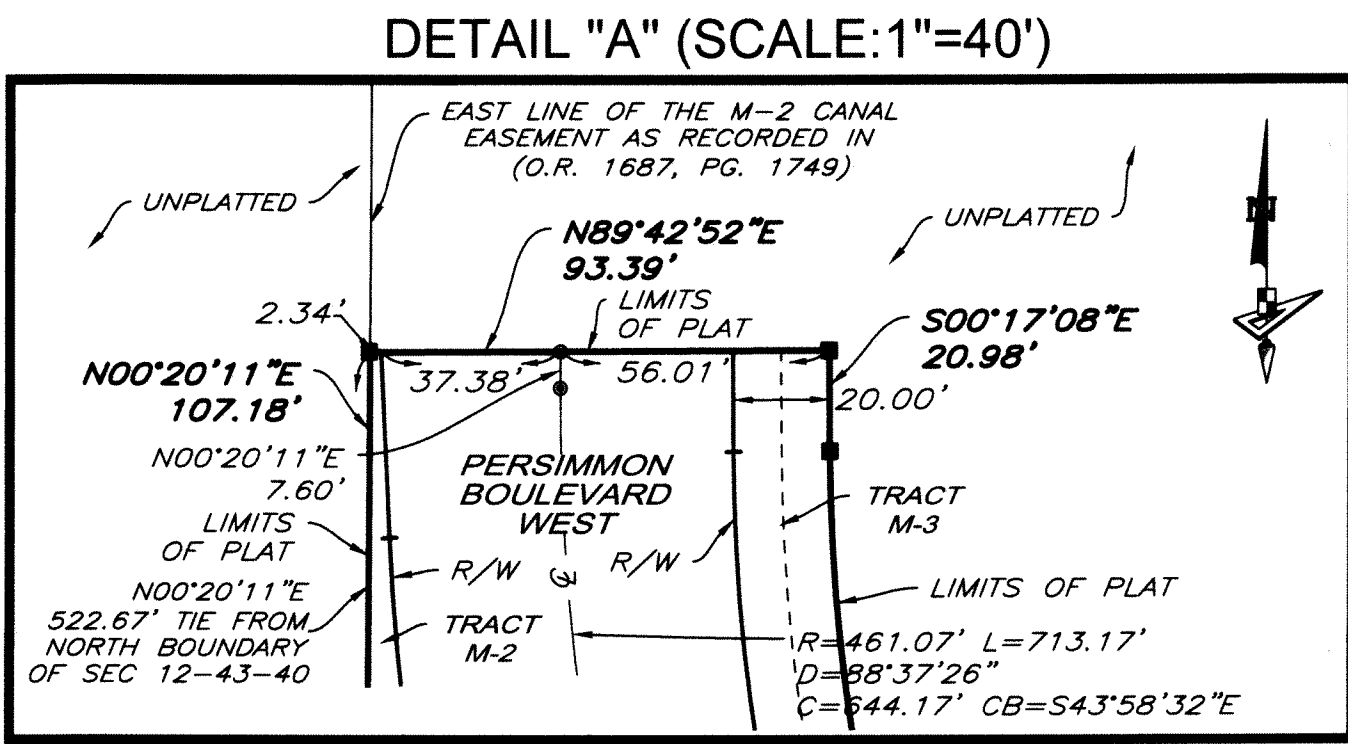 DETAIL "A" (SCALE:1"=40')
EAST LINE OF THE M-2 CANAL
EASEMENT AS RECORDED IN
(O.R. 1687, PG. 1749)
UNPLATTED
UNPLATTED
N
N89°42'52"E
93.39'
LIMITS
OF PLAT
2.34'
S00°17'08"E
20.98'
37.38'
56.01'
20.00'
N00°20'11"E
107.18'
N00°20'11"E
7.60'
PERSIMMON
BOULEVARD
WEST
TRACT
M-3
LIMITS
OF PLAT
R/W
R/W
LIMITS OF PLAT
N00°20'11"E
522.67' TIE FROM
NORTH BOUNDARY
OF SEC 12-43-40
TRACT
M-2
R=461.07' L=713.17'
D=88°37'26"
C=644.17' CB=S43°58'32"E